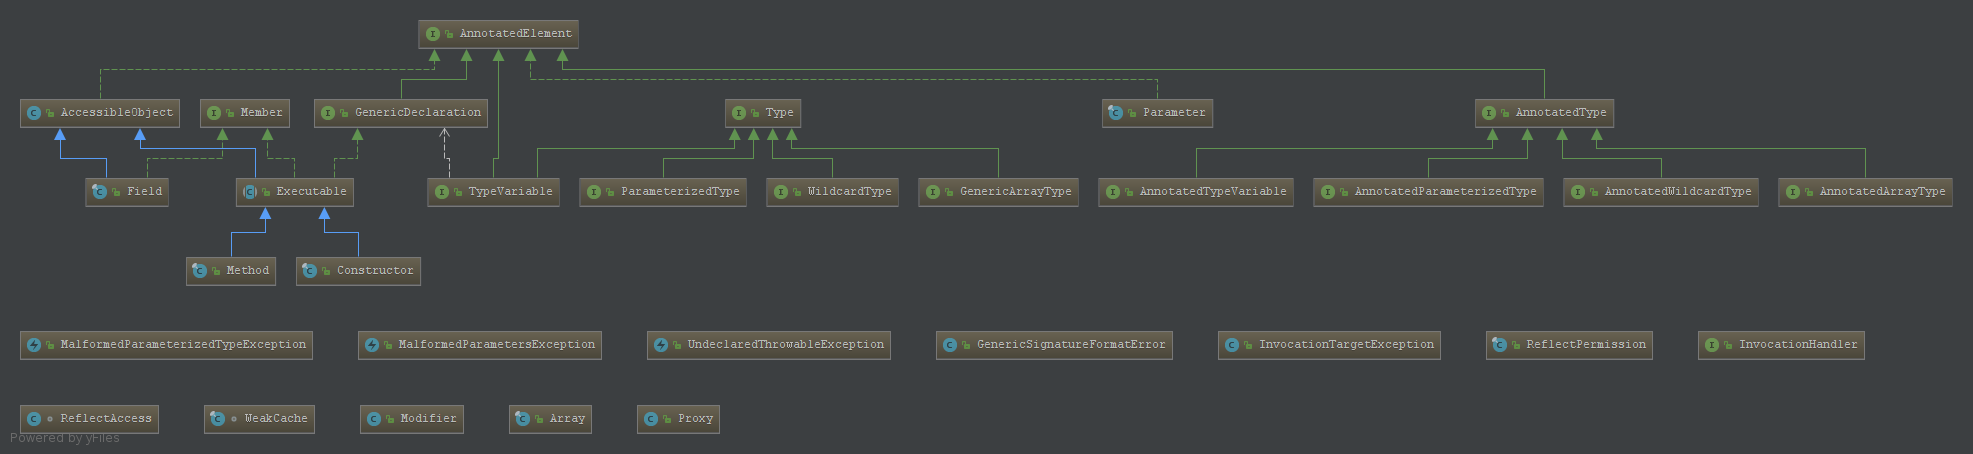 AnnotatedElement
AccessibleObject
Member
GenericDeclaration
Type
Parameter
AnnotatedType
Field
Executable
TypeVariable
ParameterizedType
WildcardType
GenericArrayType
AnnotatedTypeVariable
AnnotatedParameterizedType
AnnotatedWildcardType
AnnotatedArrayType
Method
Constructor
MalformedParameterizedTypeException
MalformedParametersException
UndeclaredThrowableException
GenericSignatureFormatError
InvocationTargetException
ReflectPermission
InvocationHandler
ReflectAccess
WeakCache
Modifier
Array
Proxy
Powered by yFiles